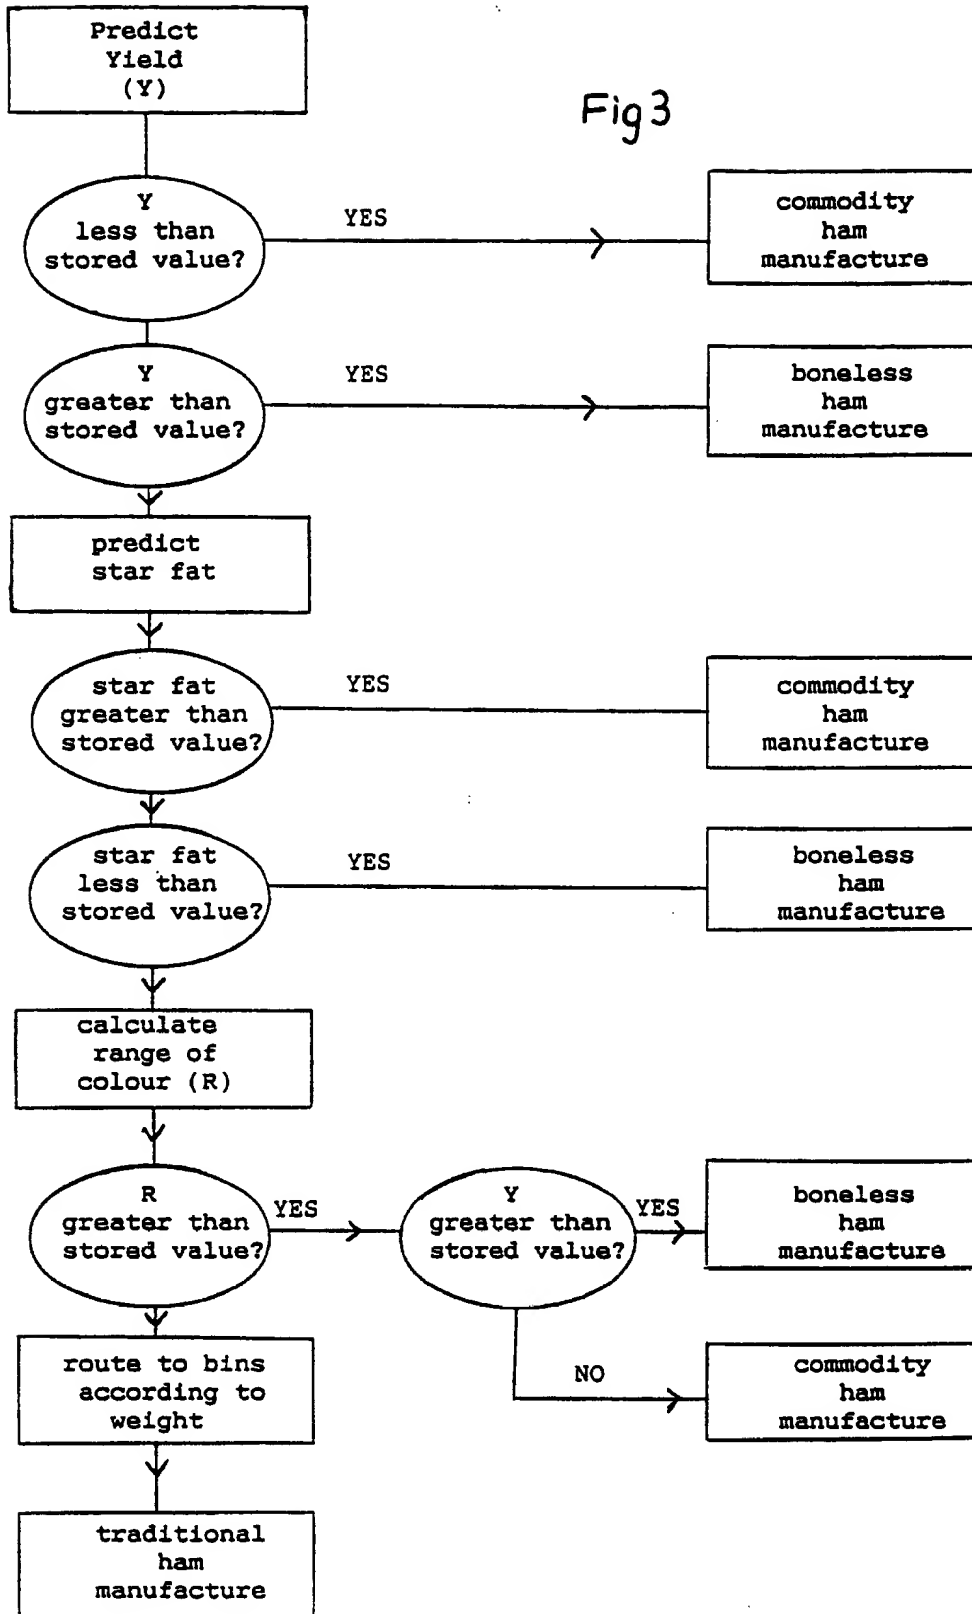 Predict
Yield
(Y)
Fig 3
Y
less than
stored value?
YES
commodity
ham
manufacture
Y
greater than
stored value?
YES
boneless
ham
manufacture
predict
star fat
star fat
greater than
stored value?
YES
commodity
ham
manufacture
star fat
less than
stored value?
YES
boneless
ham
manufacture
calculate
range of
colour (R)
R
greater than
stored value?
YES
Y
greater than
stored value?
YES
boneless
ham
manufacture
NO
commodity
ham
manufacture
route to bins
according to
weight
traditional
ham
manufacture